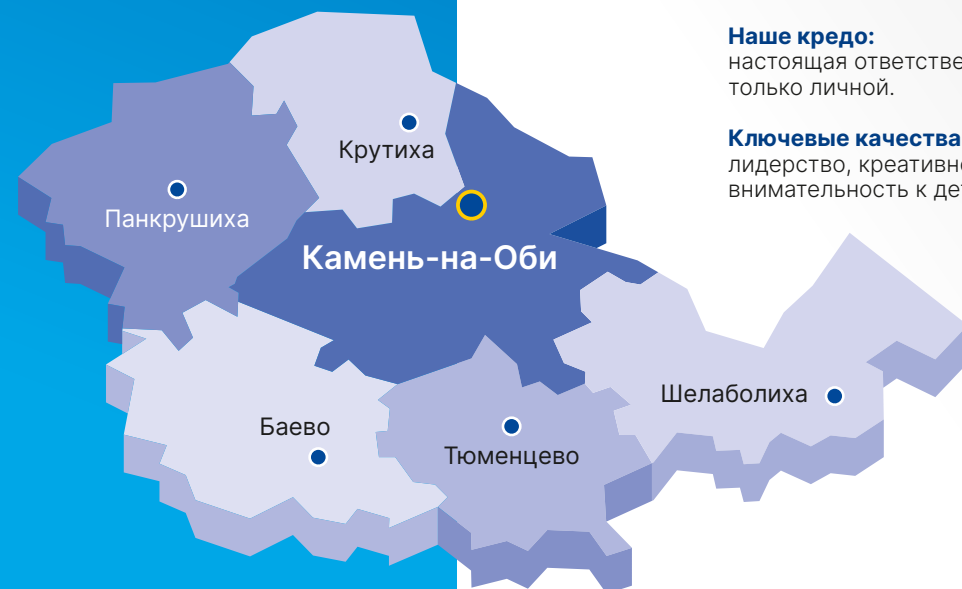 Наше кредо:
настоящая
только личной.
Ключевые качества
лидерство,
внимательность к
Крутиха
Панкрушиха
Камень-на-Оби
Шелаболиха
Баево
Тюменцево